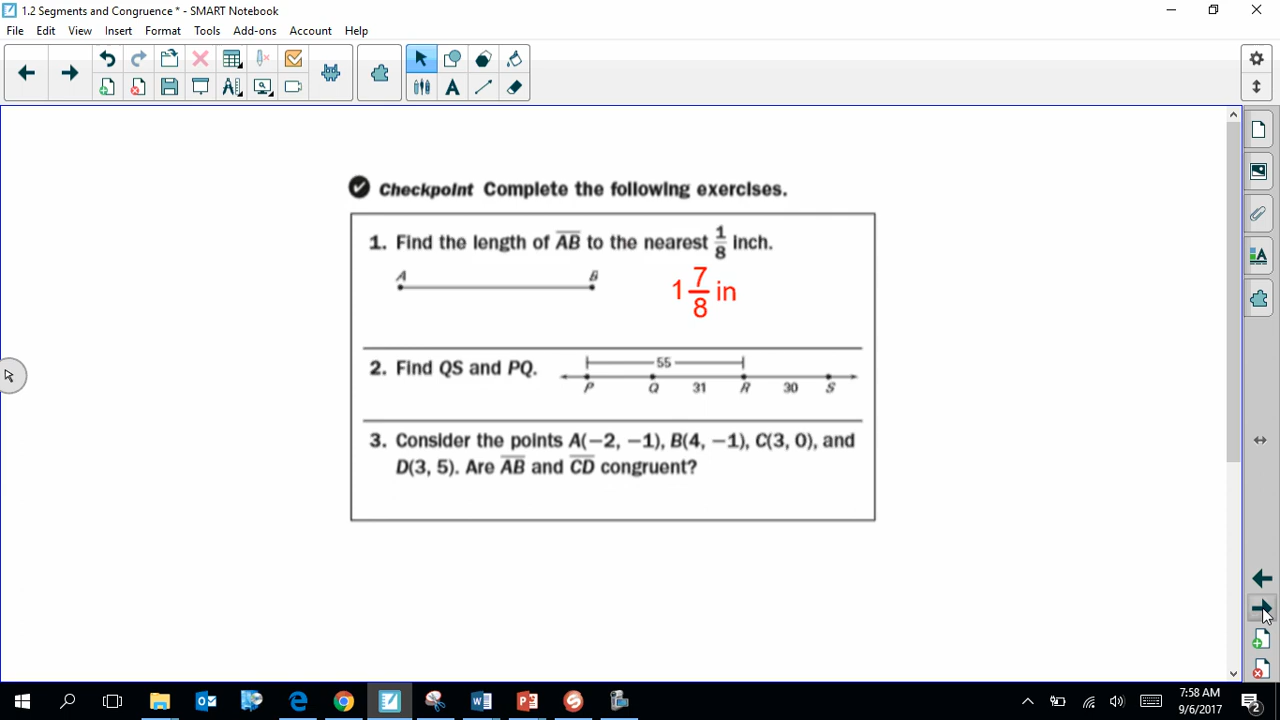 1.2 Segments and Congruence * - SMART Notebook
File Edit View Insert Format Tools Add-ons Account Help
Checkpoint Complete the following exercises.
1. Find the length of AB to the nearest 1/8 inch.
A B
1 7/8 in
2. Find QS and PQ.
55
P Q 31 R 30 S
3. Consider the points A(−2, −1), B(4, −1), C(3, 0), and
D(3, 5). Are AB and CD congruent?
7:58 AM
9/6/2017
2